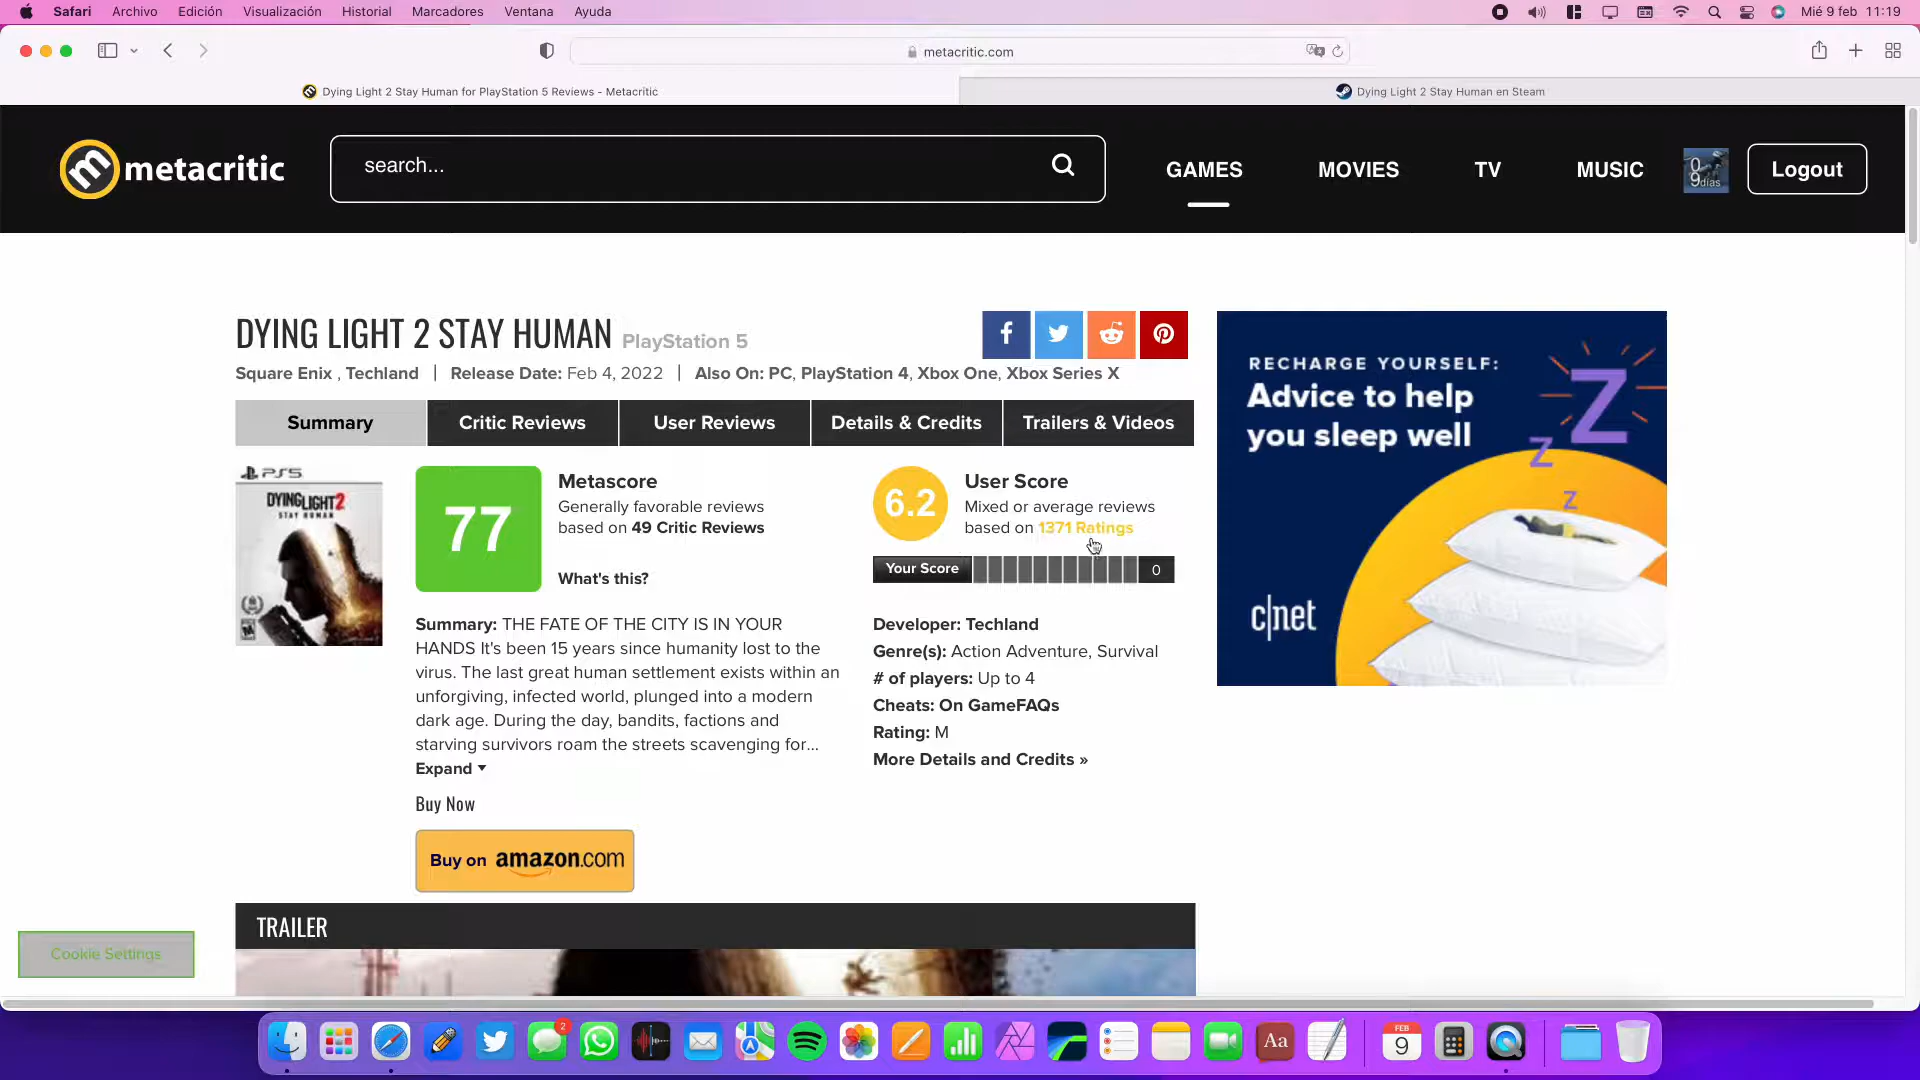 Safari Archivo Edición Visualización Historial Marcadores Ventana Ayuda Mié 9 feb 11:19
metacritic.com
Dying Light 2 Stay Human for PlayStation 5 Reviews - Metacritic
Dying Light 2 Stay Human en Steam
metacritic
search...
GAMES MOVIES TV MUSIC
0 9días
Logout
DYING LIGHT 2 STAY HUMAN PlayStation 5
Square Enix , Techland | Release Date: Feb 4, 2022 | Also On: PC, PlayStation 4, Xbox One, Xbox Series X
Summary Critic Reviews User Reviews Details & Credits Trailers & Videos
PS5
DYING LIGHT 2
STAY HUMAN
77
Metascore
Generally favorable reviews
based on 49 Critic Reviews
What's this?
6.2
User Score
Mixed or average reviews
based on 1371 Ratings
Your Score 0
Summary: THE FATE OF THE CITY IS IN YOUR
HANDS It's been 15 years since humanity lost to the
virus. The last great human settlement exists within an
unforgiving, infected world, plunged into a modern
dark age. During the day, bandits, factions and
starving survivors roam the streets scavenging for...
Expand
Developer: Techland
Genre(s): Action Adventure, Survival
# of players: Up to 4
Cheats: On GameFAQs
Rating: M
More Details and Credits »
Buy Now
Buy on amazon.com
RECHARGE YOURSELF:
Advice to help
you sleep well
Z
Z
Z
c|net
TRAILER
Cookie Settings
2
Aa
FEB
9